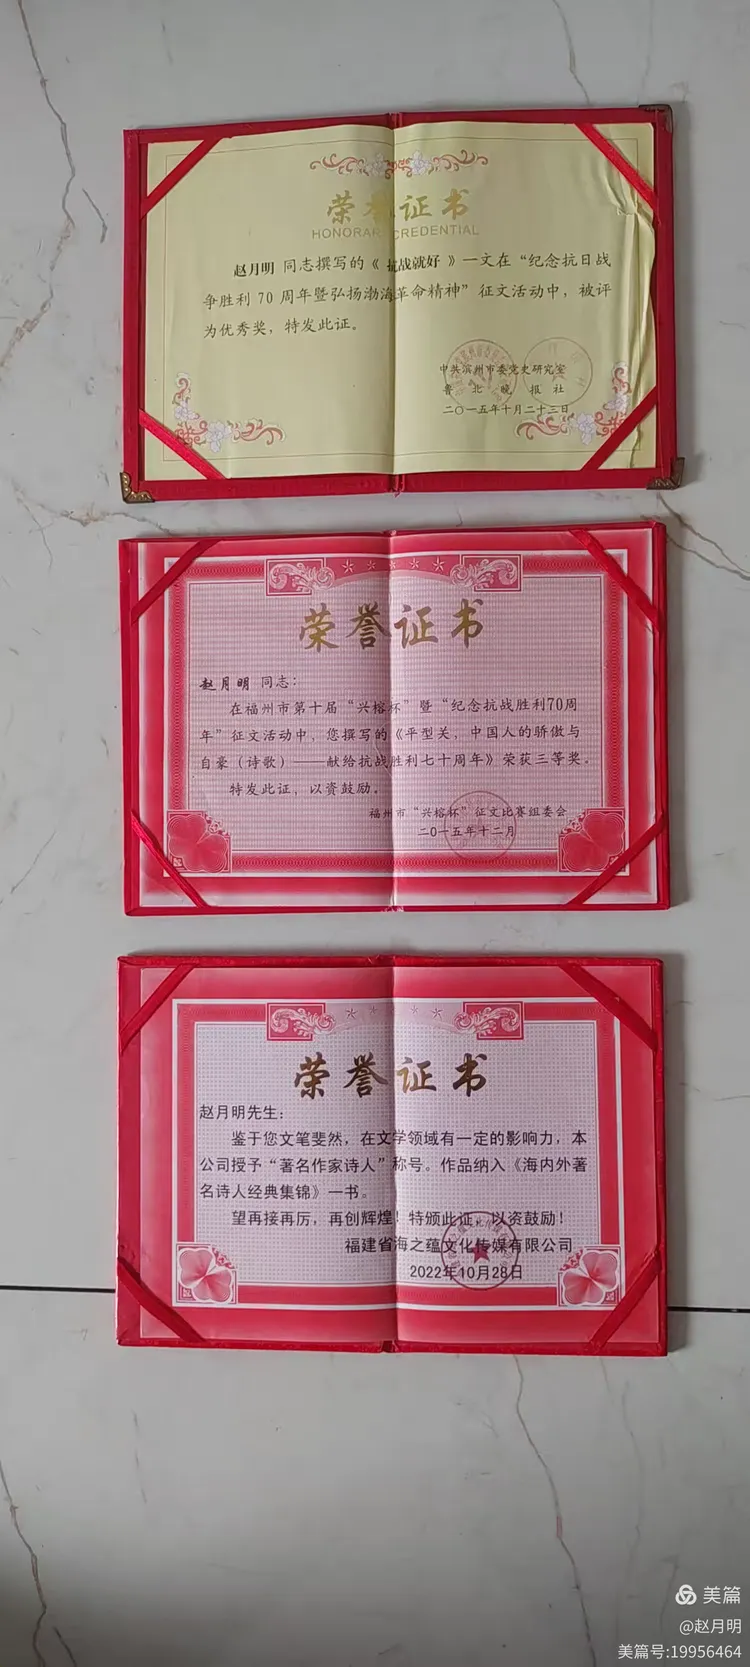 荣誉证书
HONORARY CREDENTIAL
赵月明 同志撰写的《 抗战就好 》一文在“纪念抗日战
争胜利 70 周年暨弘扬渤海革命精神”征文活动中，被评
为优秀奖，特发此证。
中共滨州市委党史研究室
鲁北晚报社
二〇一五年十月二十三日
荣誉证书
赵月明 同志：
在福州市第十届“兴榕杯”暨“纪念抗战胜利70周
年”征文活动中，您撰写的《平型关，中国人的骄傲与
自豪（诗歌）——献给抗战胜利七十周年》荣获三等奖。
特发此证，以资鼓励。
福州市“兴榕杯”征文比赛组委会
二〇一五年十二月
荣誉证书
赵月明先生：
鉴于您文笔斐然，在文学领域有一定的影响力，本
公司授予“著名作家诗人”称号。作品纳入《海内外著
名诗人经典集锦》一书。
望再接再厉，再创辉煌！特颁此证，以资鼓励！
福建省海之蕴文化传媒有限公司
2022年10月28日
美篇
@赵月明
美篇号:19956464